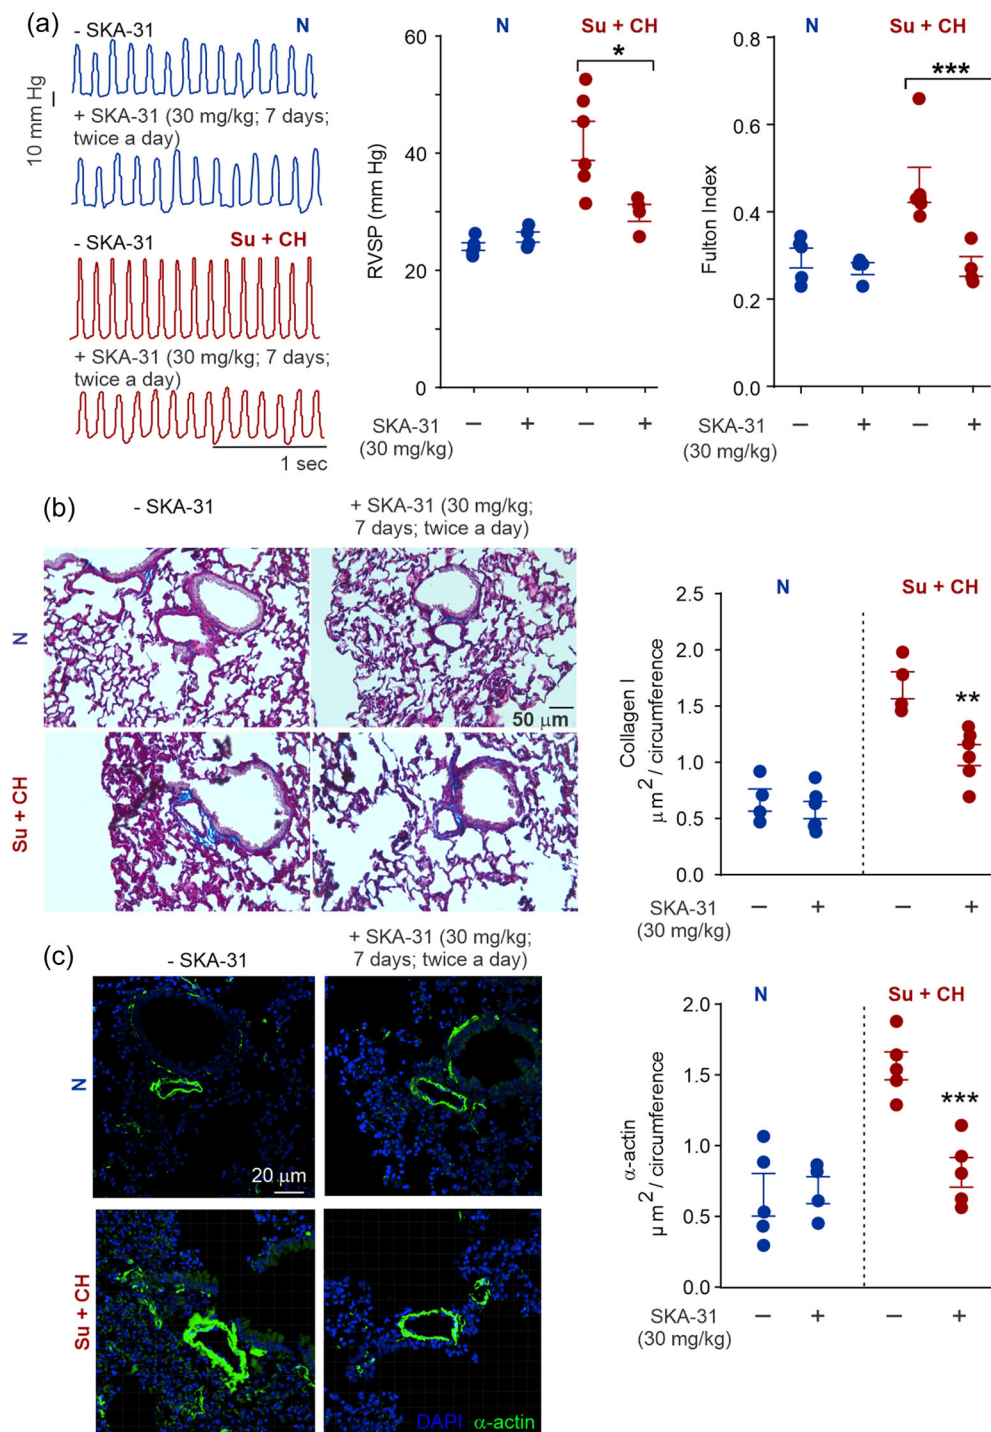 (a)
- SKA-31
N
10 mm Hg
+ SKA-31 (30 mg/kg; 7 days;
twice a day)
- SKA-31
Su + CH
+ SKA-31 (30 mg/kg; 7 days;
twice a day)
1 sec
N
Su + CH
*
RVSP (mm Hg)
60
40
20
0
SKA-31
(30 mg/kg)
− + − +
N
Su + CH
***
Fulton Index
0.8
0.6
0.4
0.2
0.0
SKA-31
(30 mg/kg)
− + − +
(b)
- SKA-31
+ SKA-31 (30 mg/kg;
7 days; twice a day)
N
50 μm
Su + CH
N
Su + CH
**
Collagen I
μm² / circumference
2.5
2.0
1.5
1.0
0.5
0.0
SKA-31
(30 mg/kg)
− + − +
(c)
- SKA-31
+ SKA-31 (30 mg/kg;
7 days; twice a day)
N
20 μm
Su + CH
DAPI α-actin
N
Su + CH
***
α-actin
μm² / circumference
2.0
1.5
1.0
0.5
0.0
SKA-31
(30 mg/kg)
− + − +